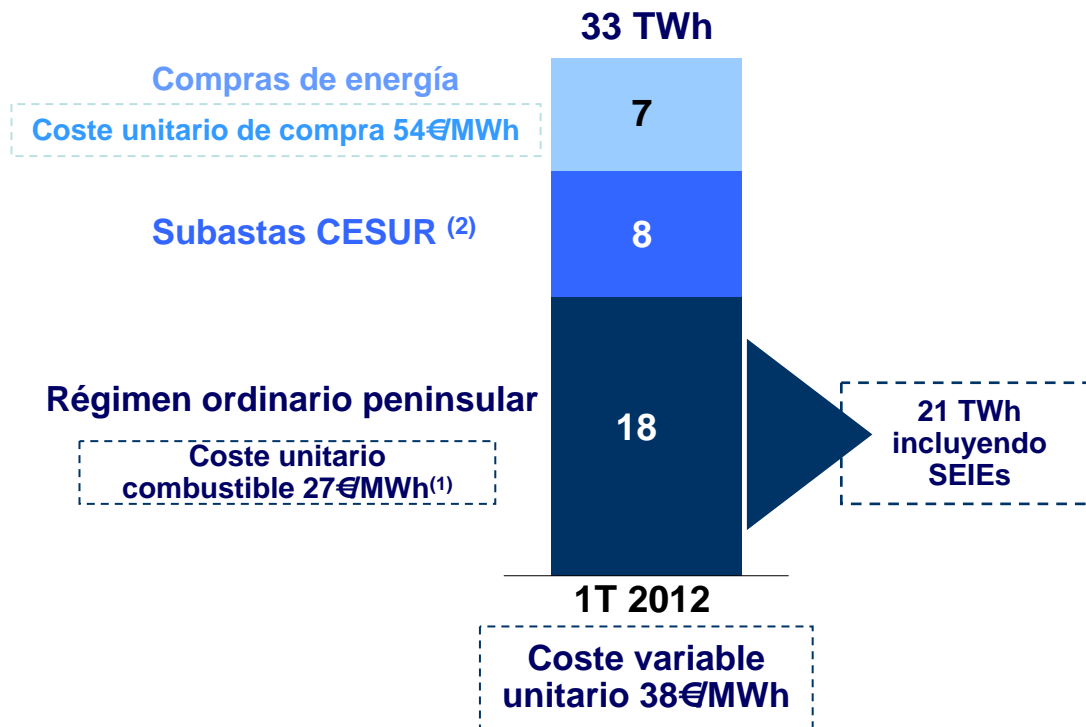 33 TWh
Compras de energía
7
Coste unitario de compra 54€/MWh
Subastas CESUR (2)
8
Régimen ordinario peninsular
18
Coste unitario
combustible 27€/MWh(1)
21 TWh
incluyendo
SEIEs
1T 2012
Coste variable
unitario 38€/MWh